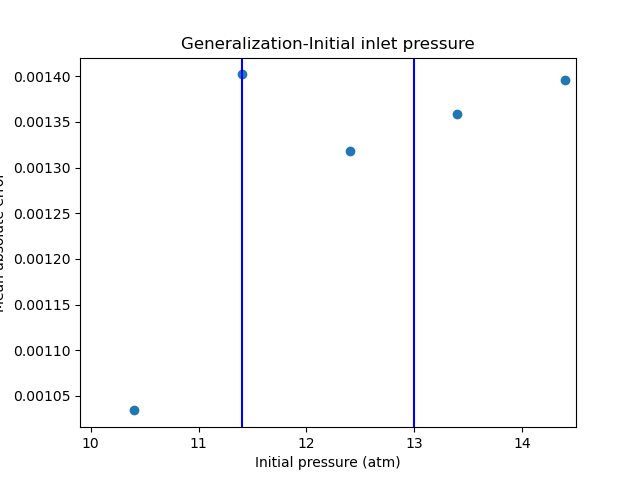 Generalization-Initial inlet pressure
Mean absolute error
0.00140
0.00135
0.00130
0.00125
0.00120
0.00115
0.00110
0.00105
10 11 12 13 14
Initial pressure (atm)